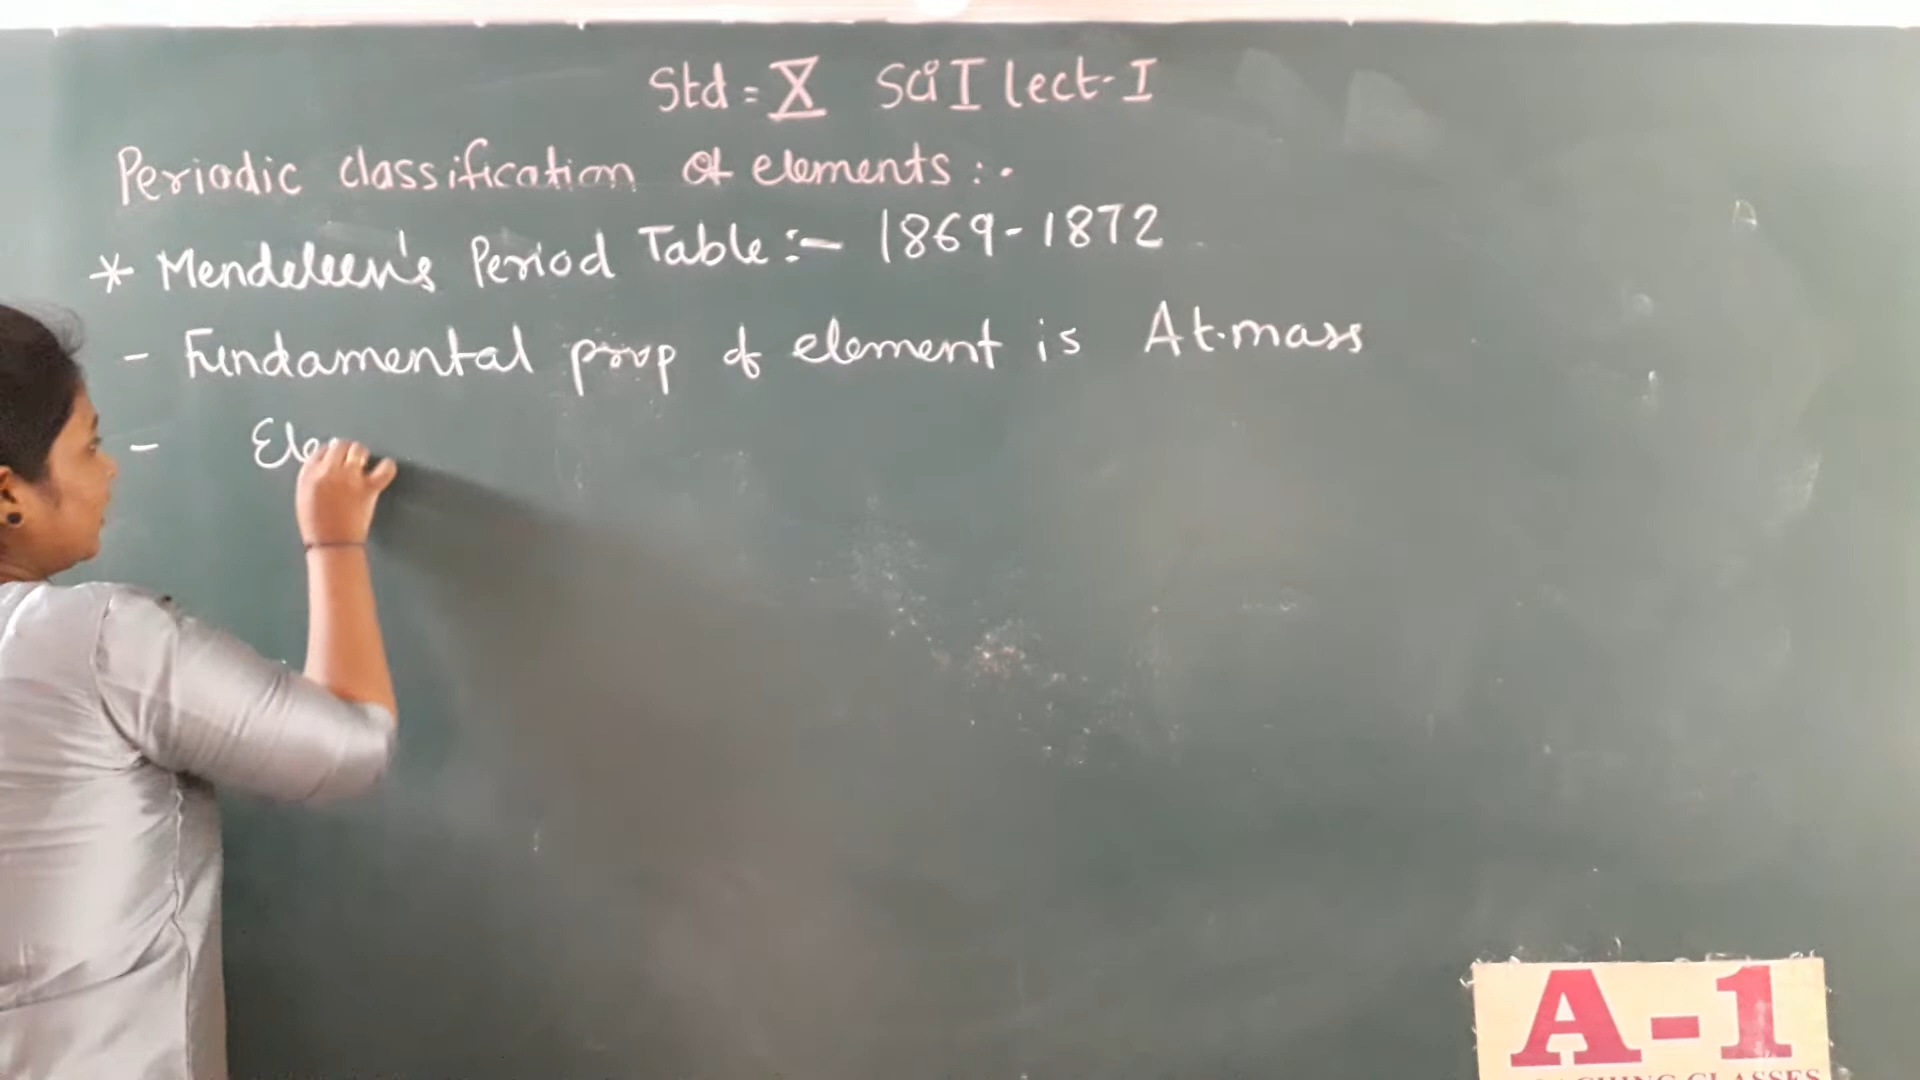 Std = X Sci I lect-I
Periodic classification of elements :-
* Mendeleev's Period Table :- 1869-1872
- Fundamental prop of element is At.mass
- Ele
A-1